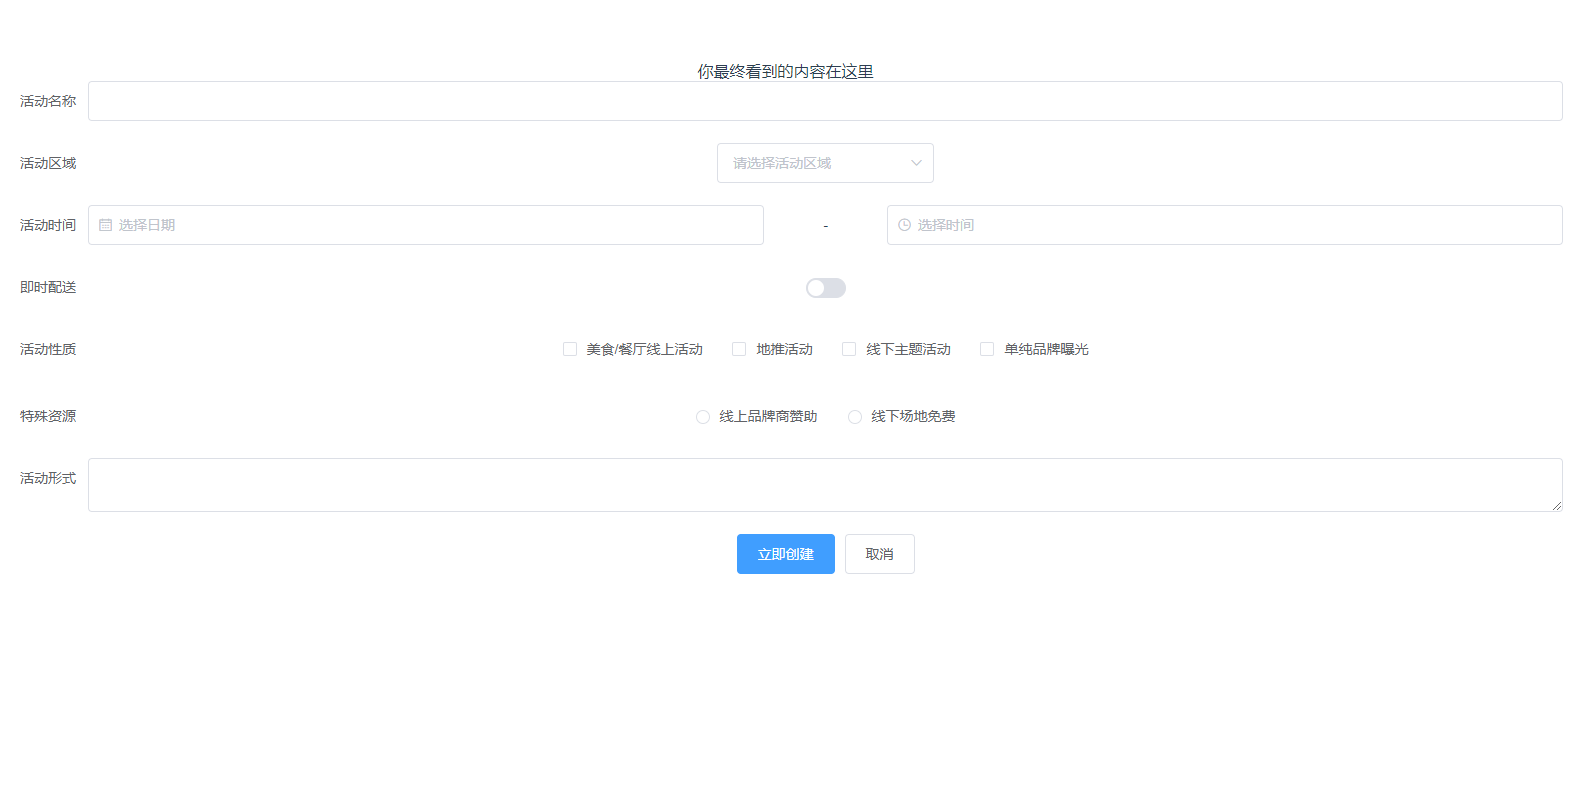 你最终看到的内容在这里
活动名称
活动区域 请选择活动区域
活动时间 选择日期 - 选择时间
即时配送
活动性质 美食/餐厅线上活动 地推活动 线下主题活动 单纯品牌曝光
特殊资源 线上品牌商赞助 线下场地免费
活动形式
立即创建 取消